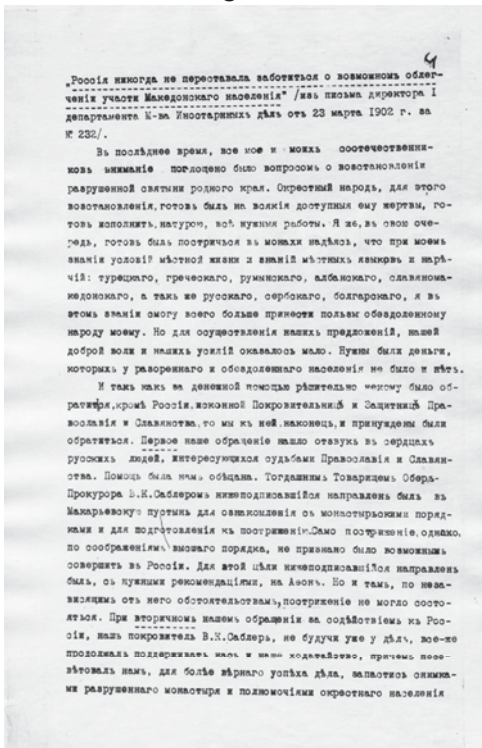 4
„Россія никогда не переставала заботиться о возможномъ облег-
ченіи участи Македонскаго населенія" /изъ письма директора I
департамента М-ва Иностарнихъ дѣлъ отъ 23 марта 1902 г. за
№ 232/.
Въ послѣднее время, все мое и моихъ соотечественни-
ковъ вниманіе поглощено было вопросомъ о возстановленіи
разрушенной святыни родного края. Окрестный народъ, для этого
возстановленія, готовъ былъ на всякія доступныя ему жертвы, го-
товъ исполнить, натурою, всѣ нужныя работы. Я же, въ свою оче-
редь, готовъ былъ постричься въ монахи надѣясь, что при моемъ
знаніи условій мѣстной жизни и знаній мѣстныхъ языковъ и нарѣ-
чій: турецкаго, греческаго, румынскаго, албанскаго, славянома-
кедонскаго, а такъ же русскаго, сербскаго, болгарскаго, я въ
этомъ званіи смогу всего больше принести пользы обездоленному
народу моему. Но для осуществленія нашихъ предложеній, нашей
доброй воли и нашихъ усилій оказалось мало. Нужны были деньги,
которыхъ у разореннаго и обездоленнаго населенія не было и нѣтъ.
И такъ какъ за денежной помощью рѣшительно некому было об-
ратиться, кромѣ Россіи, исконной Покровительницѣ и Защитницѣ Пра-
вославія и Славянства, то мы къ ней, наконецъ, и принуждены были
обратиться. Первое наше обращеніе нашло отзвукъ въ сердцахъ
русскихъ людей, интересующихся судьбами Православія и Славян-
ства. Помощь была намъ обѣщана. Тогдашнимъ Товарищемъ Оберъ-
Прокурора В.К.Саблеромъ нижеподписавшійся направленъ былъ въ
Макарьевскую пустынь для ознакомленія съ монастырьскими поряд-
ками и для подготовленія къ постриженію. Само постриженіе, однако,
по соображеніямъ высшаго порядка, не признано было возможнымъ
совершить въ Россіи. Для этой цѣли нижеподписавшійся направленъ
былъ, съ нужными рекомендаціями, на Аѳонъ. Но и тамъ, по неза-
висящимъ отъ него обстоятельствамъ, постриженіе не могло состо-
яться. При вторичномъ нашемъ обращеніи за содѣйствіемъ къ Рос-
сіи, нашъ покровитель В.К.Саблеръ, не будучи уже у дѣлъ, все-же
продолжалъ поддерживать насъ и наше ходатайство, причемъ посо-
вѣтовалъ намъ, для болѣе вѣрнаго успѣха дѣла, запастись снимка-
ми разрушеннаго монастыря и полномочіями окрестнаго населенія